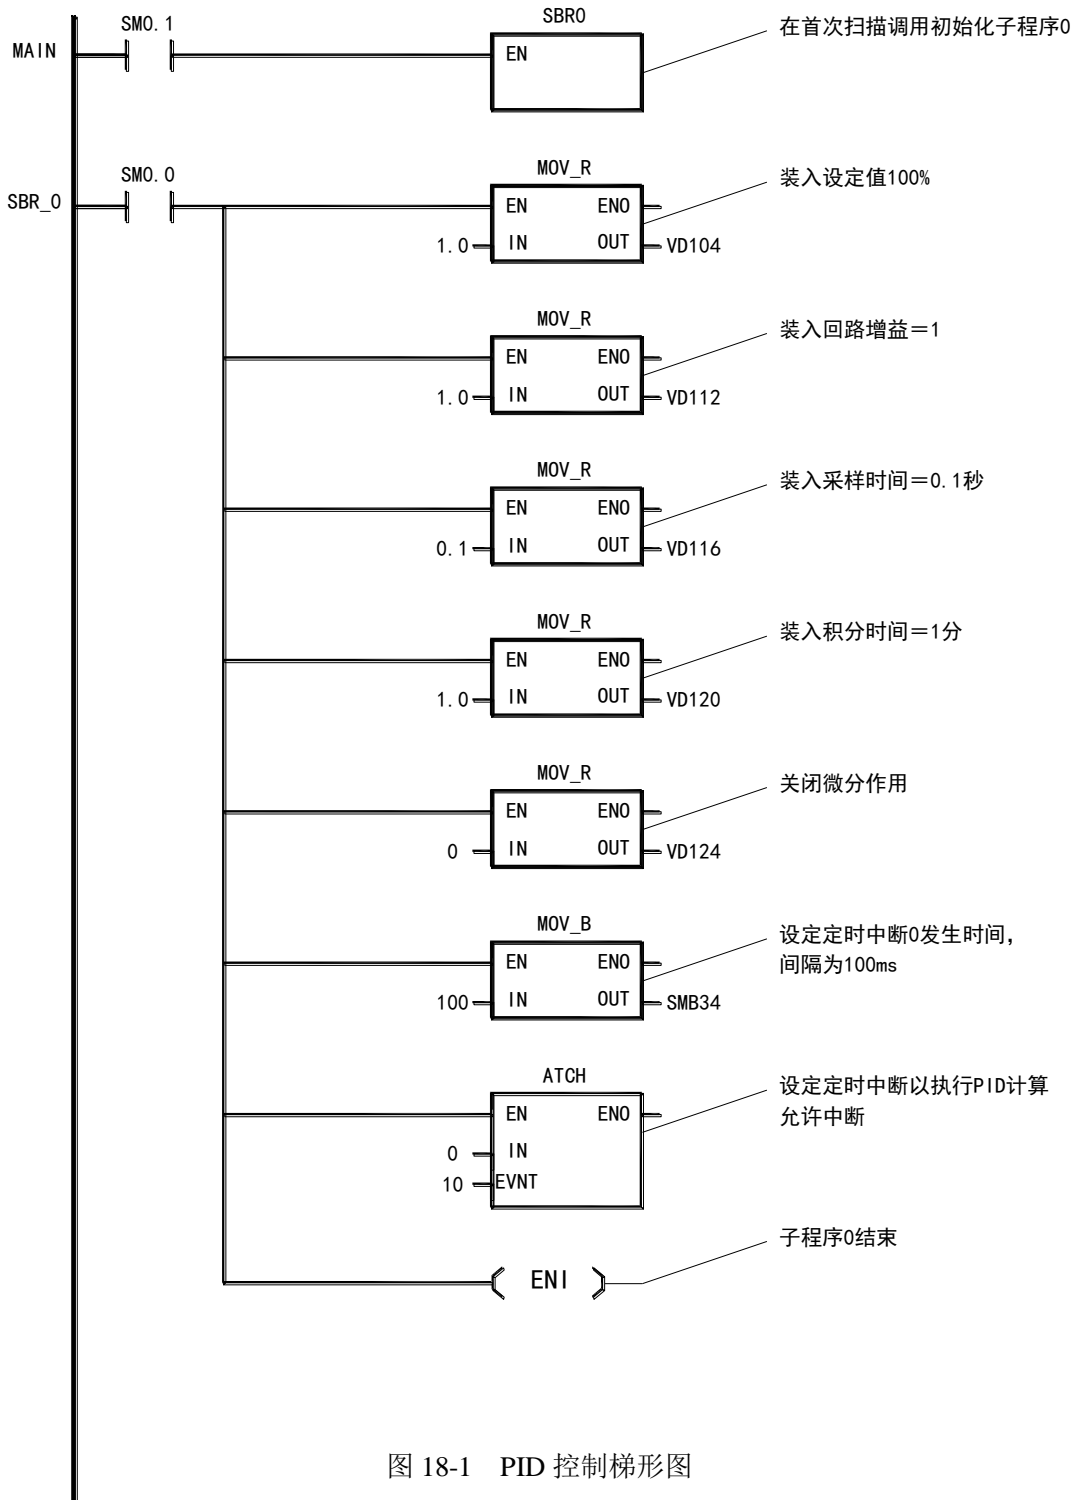 SM0.1
SBR0
在首次扫描调用初始化子程序0
MAIN
EN
SM0.0
MOV_R
装入设定值100%
SBR_0
EN ENO
1.0 IN OUT VD104
MOV_R
装入回路增益＝1
EN ENO
1.0 IN OUT VD112
MOV_R
装入采样时间＝0.1秒
EN ENO
0.1 IN OUT VD116
MOV_R
装入积分时间＝1分
EN ENO
1.0 IN OUT VD120
MOV_R
关闭微分作用
EN ENO
0 IN OUT VD124
MOV_B
设定定时中断0发生时间，
间隔为100ms
EN ENO
100 IN OUT SMB34
ATCH
设定定时中断以执行PID计算
允许中断
EN ENO
0 IN
10 EVNT
子程序0结束
ENI
图 18-1 PID 控制梯形图